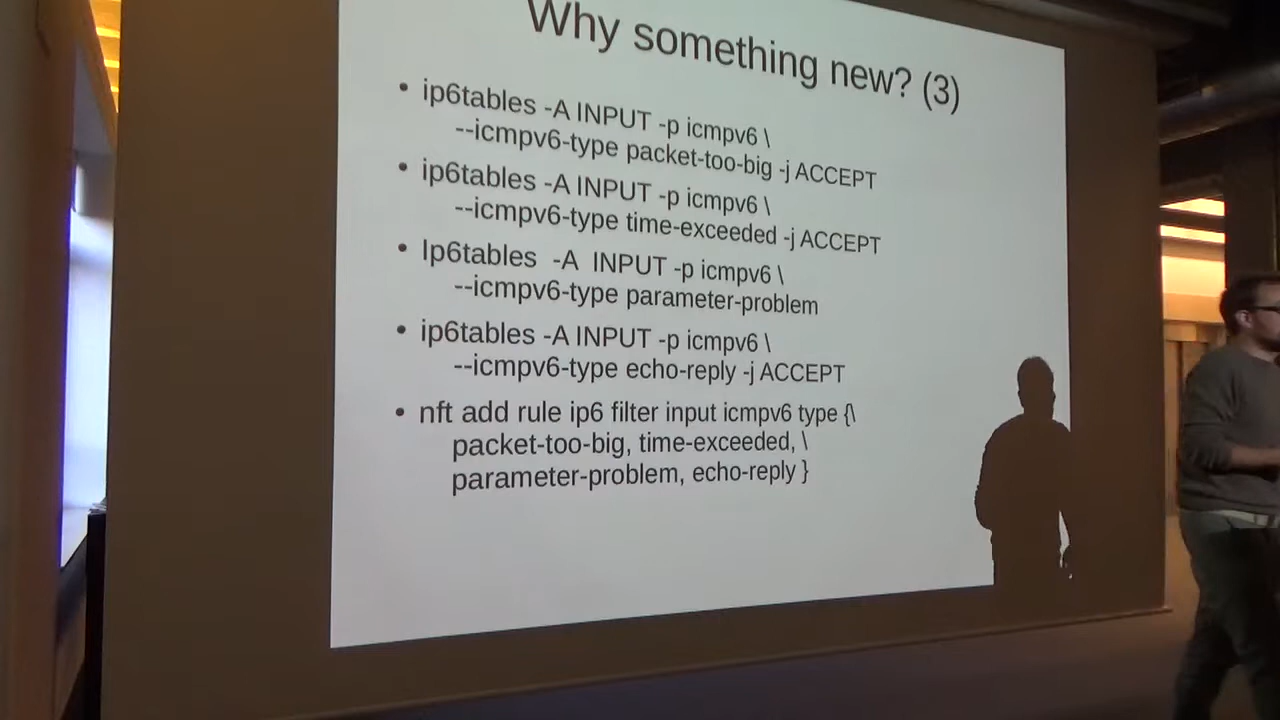 Why something new? (3)
• ip6tables -A INPUT -p icmpv6 \
--icmpv6-type packet-too-big -j ACCEPT
• ip6tables -A INPUT -p icmpv6 \
--icmpv6-type time-exceeded -j ACCEPT
• Ip6tables -A INPUT -p icmpv6 \
--icmpv6-type parameter-problem
• ip6tables -A INPUT -p icmpv6 \
--icmpv6-type echo-reply -j ACCEPT
• nft add rule ip6 filter input icmpv6 type {\
packet-too-big, time-exceeded, \
parameter-problem, echo-reply }